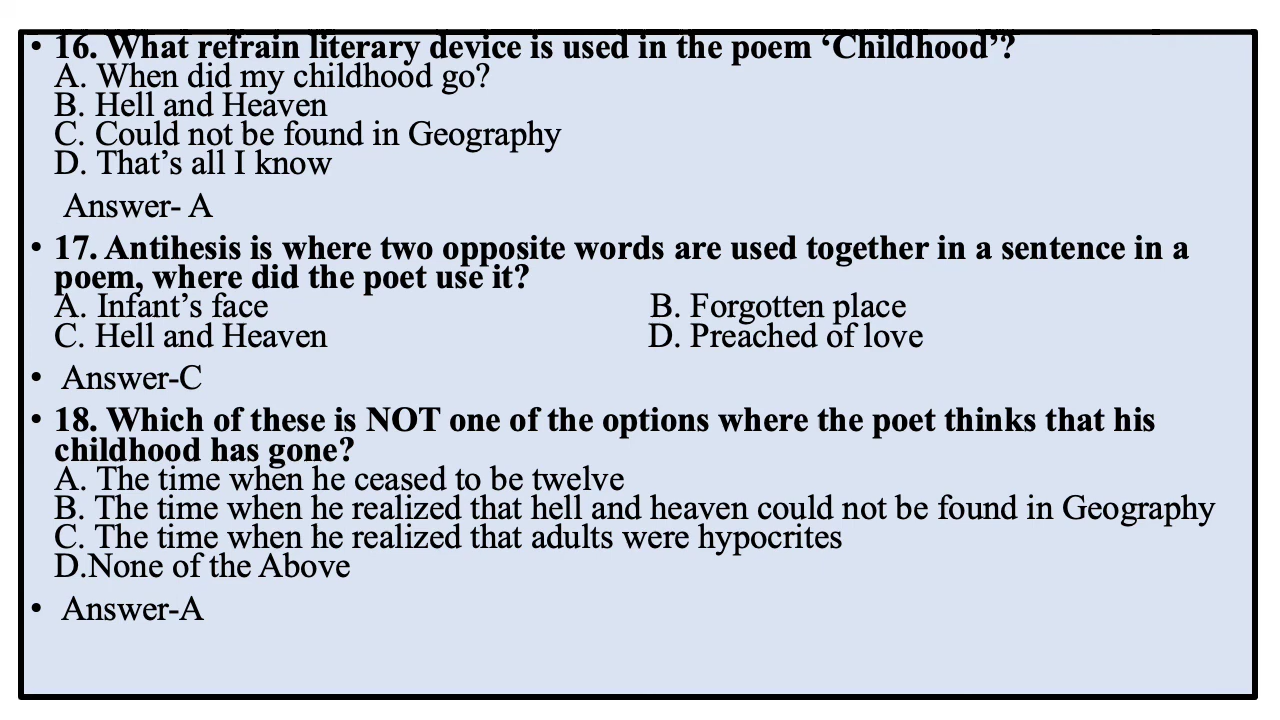 • 16. What refrain literary device is used in the poem ‘Childhood’?
A. When did my childhood go?
B. Hell and Heaven
C. Could not be found in Geography
D. That’s all I know
Answer- A
• 17. Antihesis is where two opposite words are used together in a sentence in a
poem, where did the poet use it?
A. Infant’s face B. Forgotten place
C. Hell and Heaven D. Preached of love
• Answer-C
• 18. Which of these is NOT one of the options where the poet thinks that his
childhood has gone?
A. The time when he ceased to be twelve
B. The time when he realized that hell and heaven could not be found in Geography
C. The time when he realized that adults were hypocrites
D.None of the Above
• Answer-A